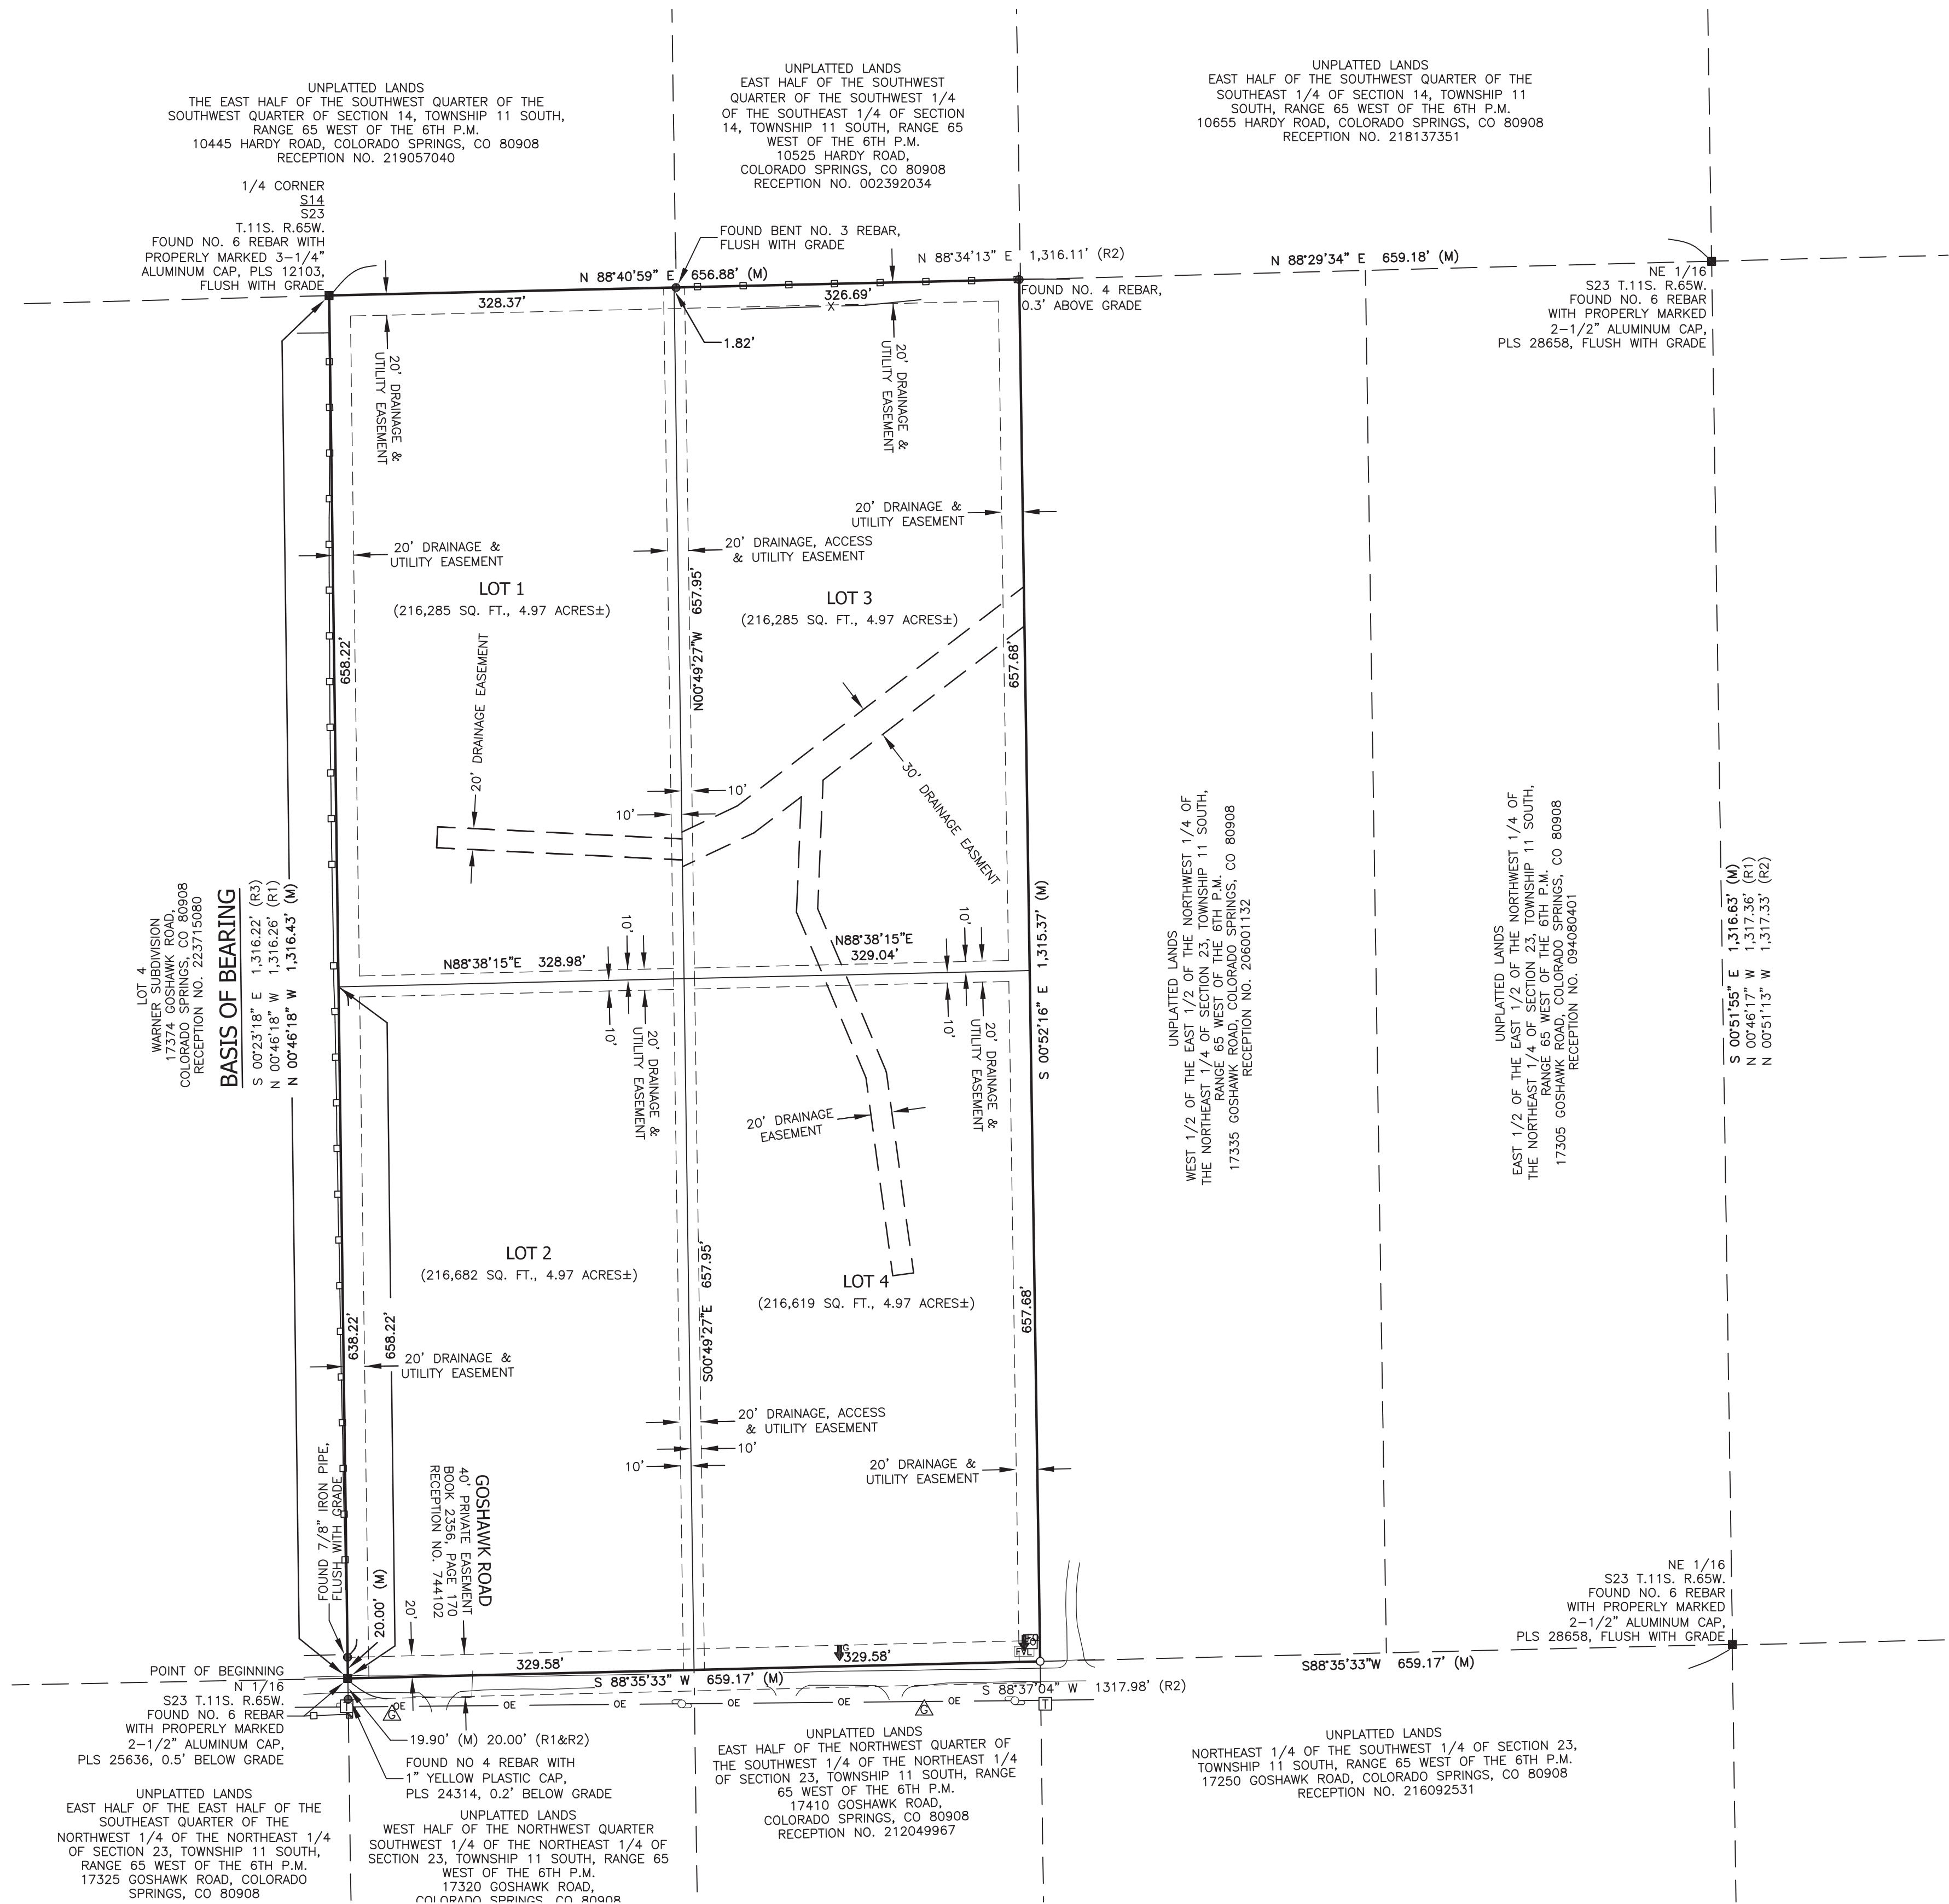 UNPLATTED LANDS
THE EAST HALF OF THE SOUTHWEST QUARTER OF THE
SOUTHWEST QUARTER OF SECTION 14, TOWNSHIP 11 SOUTH,
RANGE 65 WEST OF THE 6TH P.M.
10445 HARDY ROAD, COLORADO SPRINGS, CO 80908
RECEPTION NO. 219057040
UNPLATTED LANDS
EAST HALF OF THE SOUTHWEST
QUARTER OF THE SOUTHWEST 1/4
OF THE SOUTHEAST 1/4 OF SECTION
14, TOWNSHIP 11 SOUTH, RANGE 65
WEST OF THE 6TH P.M.
10525 HARDY ROAD,
COLORADO SPRINGS, CO 80908
RECEPTION NO. 002392034
UNPLATTED LANDS
EAST HALF OF THE SOUTHWEST QUARTER OF THE
SOUTHEAST 1/4 OF SECTION 14, TOWNSHIP 11
SOUTH, RANGE 65 WEST OF THE 6TH P.M.
10655 HARDY ROAD, COLORADO SPRINGS, CO 80908
RECEPTION NO. 218137351
1/4 CORNER
S14
S23
T.11S. R.65W.
FOUND NO. 6 REBAR WITH
PROPERLY MARKED 3-1/4"
ALUMINUM CAP, PLS 12103,
FLUSH WITH GRADE
FOUND BENT NO. 3 REBAR,
FLUSH WITH GRADE
N 88°40'59" E 656.88' (M)
N 88°34'13" E 1,316.11' (R2)
N 88°29'34" E 659.18' (M)
328.37'
326.69'
X
1.82'
FOUND NO. 4 REBAR,
0.3' ABOVE GRADE
NE 1/16
S23 T.11S. R.65W.
FOUND NO. 6 REBAR
WITH PROPERLY MARKED
2-1/2" ALUMINUM CAP,
PLS 28658, FLUSH WITH GRADE
20' DRAINAGE &
UTILITY EASEMENT
20' DRAINAGE &
UTILITY EASEMENT
20' DRAINAGE &
UTILITY EASEMENT
20' DRAINAGE &
UTILITY EASEMENT
20' DRAINAGE, ACCESS
& UTILITY EASEMENT
LOT 1
(216,285 SQ. FT., 4.97 ACRES±)
LOT 3
(216,285 SQ. FT., 4.97 ACRES±)
658.22'
N00°49'27"W 657.95'
657.68'
20' DRAINAGE EASEMENT
30' DRAINAGE EASMENT
10'
10'
LOT 4
WARNER SUBDIVISION
17374 GOSHAWK ROAD,
COLORADO SPRINGS, CO 80908
RECEPTION NO. 223715080
BASIS OF BEARING
S 00°23'18" E 1,316.22' (R3)
N 00°46'18" W 1,316.26' (R1)
N 00°46'18" W 1,316.43' (M)
N88°38'15"E 328.98'
N88°38'15"E
329.04'
10'
10'
10'
10'
20' DRAINAGE &
UTILITY EASEMENT
20' DRAINAGE &
UTILITY EASEMENT
20' DRAINAGE
EASEMENT
S 00°52'16" E 1,315.37' (M)
UNPLATTED LANDS
WEST 1/2 OF THE EAST 1/2 OF THE NORTHWEST 1/4 OF
THE NORTHEAST 1/4 OF SECTION 23, TOWNSHIP 11 SOUTH,
RANGE 65 WEST OF THE 6TH P.M.
17335 GOSHAWK ROAD, COLORADO SPRINGS, CO 80908
RECEPTION NO. 206001132
UNPLATTED LANDS
EAST 1/2 OF THE EAST 1/2 OF THE NORTHWEST 1/4 OF
THE NORTHEAST 1/4 OF SECTION 23, TOWNSHIP 11 SOUTH,
RANGE 65 WEST OF THE 6TH P.M.
17305 GOSHAWK ROAD, COLORADO SPRINGS, CO 80908
RECEPTION NO. 094080401
S 00°51'55" E 1,316.63' (M)
N 00°46'17" W 1,317.36' (R1)
N 00°51'13" W 1,317.33' (R2)
LOT 2
(216,682 SQ. FT., 4.97 ACRES±)
LOT 4
(216,619 SQ. FT., 4.97 ACRES±)
638.22'
658.22'
S00°49'27"E 657.95'
657.68'
20' DRAINAGE &
UTILITY EASEMENT
20' DRAINAGE, ACCESS
& UTILITY EASEMENT
10'
10'
20' DRAINAGE &
UTILITY EASEMENT
FOUND 7/8" IRON PIPE,
FLUSH WITH GRADE
20.00' (M)
20'
GOSHAWK ROAD
40' PRIVATE EASEMENT
BOOK 2356, PAGE 170
RECEPTION NO. 744102
NE 1/16
S23 T.11S. R.65W.
FOUND NO. 6 REBAR
WITH PROPERLY MARKED
2-1/2" ALUMINUM CAP,
PLS 28658, FLUSH WITH GRADE
G
FVL
329.58'
329.58'
S 88°35'33" W 659.17' (M)
S88°35'33"W 659.17' (M)
S 88°37'04" W 1317.98' (R2)
POINT OF BEGINNING
N 1/16
S23 T.11S. R.65W.
FOUND NO. 6 REBAR
WITH PROPERLY MARKED
2-1/2" ALUMINUM CAP,
PLS 25636, 0.5' BELOW GRADE
T
G
OE
OE
OE
OE
OE
G
OE
T
19.90' (M) 20.00' (R1&R2)
FOUND NO 4 REBAR WITH
1" YELLOW PLASTIC CAP,
PLS 24314, 0.2' BELOW GRADE
UNPLATTED LANDS
EAST HALF OF THE EAST HALF OF THE
SOUTHEAST QUARTER OF THE
NORTHWEST 1/4 OF THE NORTHEAST 1/4
OF SECTION 23, TOWNSHIP 11 SOUTH,
RANGE 65 WEST OF THE 6TH P.M.
17325 GOSHAWK ROAD, COLORADO
SPRINGS, CO 80908
UNPLATTED LANDS
WEST HALF OF THE NORTHWEST QUARTER
SOUTHWEST 1/4 OF THE NORTHEAST 1/4 OF
SECTION 23, TOWNSHIP 11 SOUTH, RANGE 65
WEST OF THE 6TH P.M.
17320 GOSHAWK ROAD,
COLORADO SPRINGS, CO 80908
UNPLATTED LANDS
EAST HALF OF THE NORTHWEST QUARTER OF
THE SOUTHWEST 1/4 OF THE NORTHEAST 1/4
OF SECTION 23, TOWNSHIP 11 SOUTH, RANGE
65 WEST OF THE 6TH P.M.
17410 GOSHAWK ROAD,
COLORADO SPRINGS, CO 80908
RECEPTION NO. 212049967
UNPLATTED LANDS
NORTHEAST 1/4 OF THE SOUTHWEST 1/4 OF SECTION 23,
TOWNSHIP 11 SOUTH, RANGE 65 WEST OF THE 6TH P.M.
17250 GOSHAWK ROAD, COLORADO SPRINGS, CO 80908
RECEPTION NO. 216092531